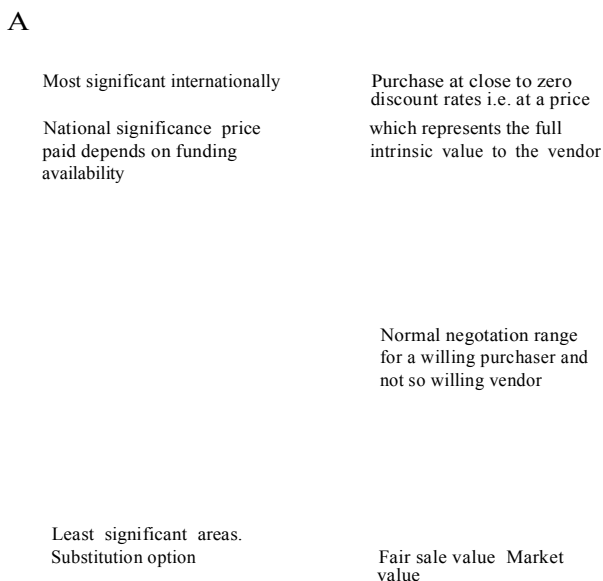 A
Most significant internationally
National significance price
paid depends on funding
availability
Purchase at close to zero
discount rates i.e. at a price
which represents the full
intrinsic value to the vendor
Normal negotation range
for a willing purchaser and
not so willing vendor
Least significant areas.
Substitution option
Fair sale value Market
value